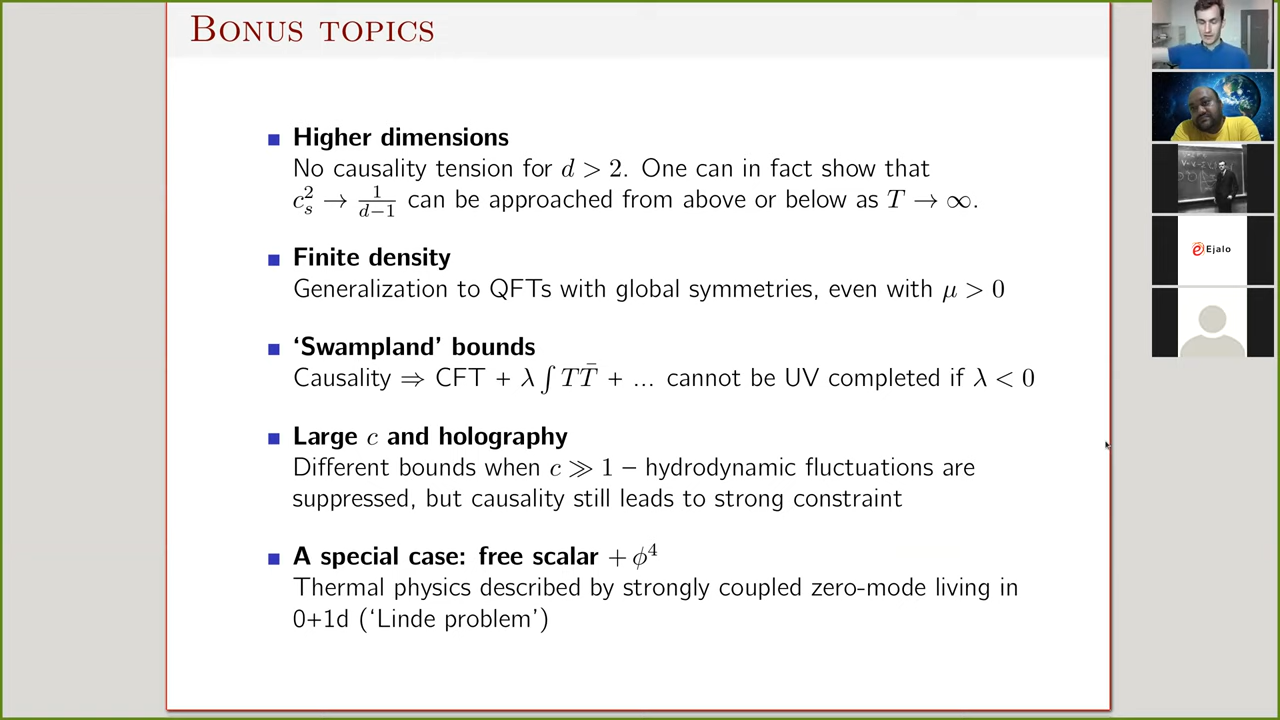 BONUS TOPICS
Higher dimensions
No causality tension for d > 2. One can in fact show that
c_s^2 → 1/(d−1) can be approached from above or below as T → ∞.
Finite density
Generalization to QFTs with global symmetries, even with μ > 0
‘Swampland’ bounds
Causality ⇒ CFT + λ ∫ TT̄ + ... cannot be UV completed if λ < 0
Large c and holography
Different bounds when c ≫ 1 – hydrodynamic fluctuations are
suppressed, but causality still leads to strong constraint
A special case: free scalar + ϕ^4
Thermal physics described by strongly coupled zero-mode living in
0+1d (‘Linde problem’)
Ejalo